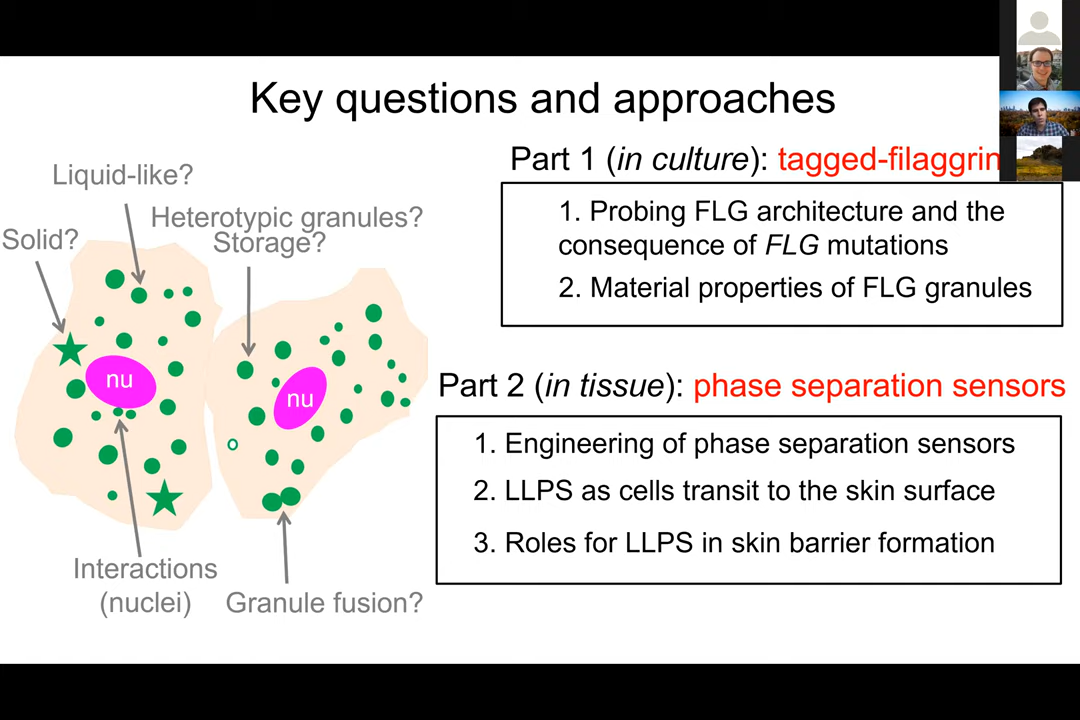 Key questions and approaches
Liquid-like?
Heterotypic granules?
Storage?
Solid?
nu
nu
Interactions
(nuclei)
Granule fusion?
Part 1 (in culture): tagged-filaggrin
1. Probing FLG architecture and the
consequence of FLG mutations
2. Material properties of FLG granules
Part 2 (in tissue): phase separation sensors
1. Engineering of phase separation sensors
2. LLPS as cells transit to the skin surface
3. Roles for LLPS in skin barrier formation